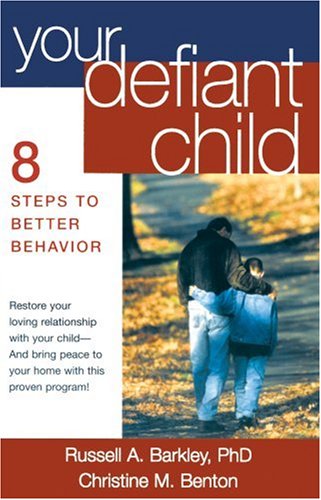 your
defiant
child
8
STEPS TO
BETTER
BEHAVIOR
Restore your
loving relationship
with your child—
And bring peace to
your home with this
proven program!
Russell A. Barkley, PhD
Christine M. Benton